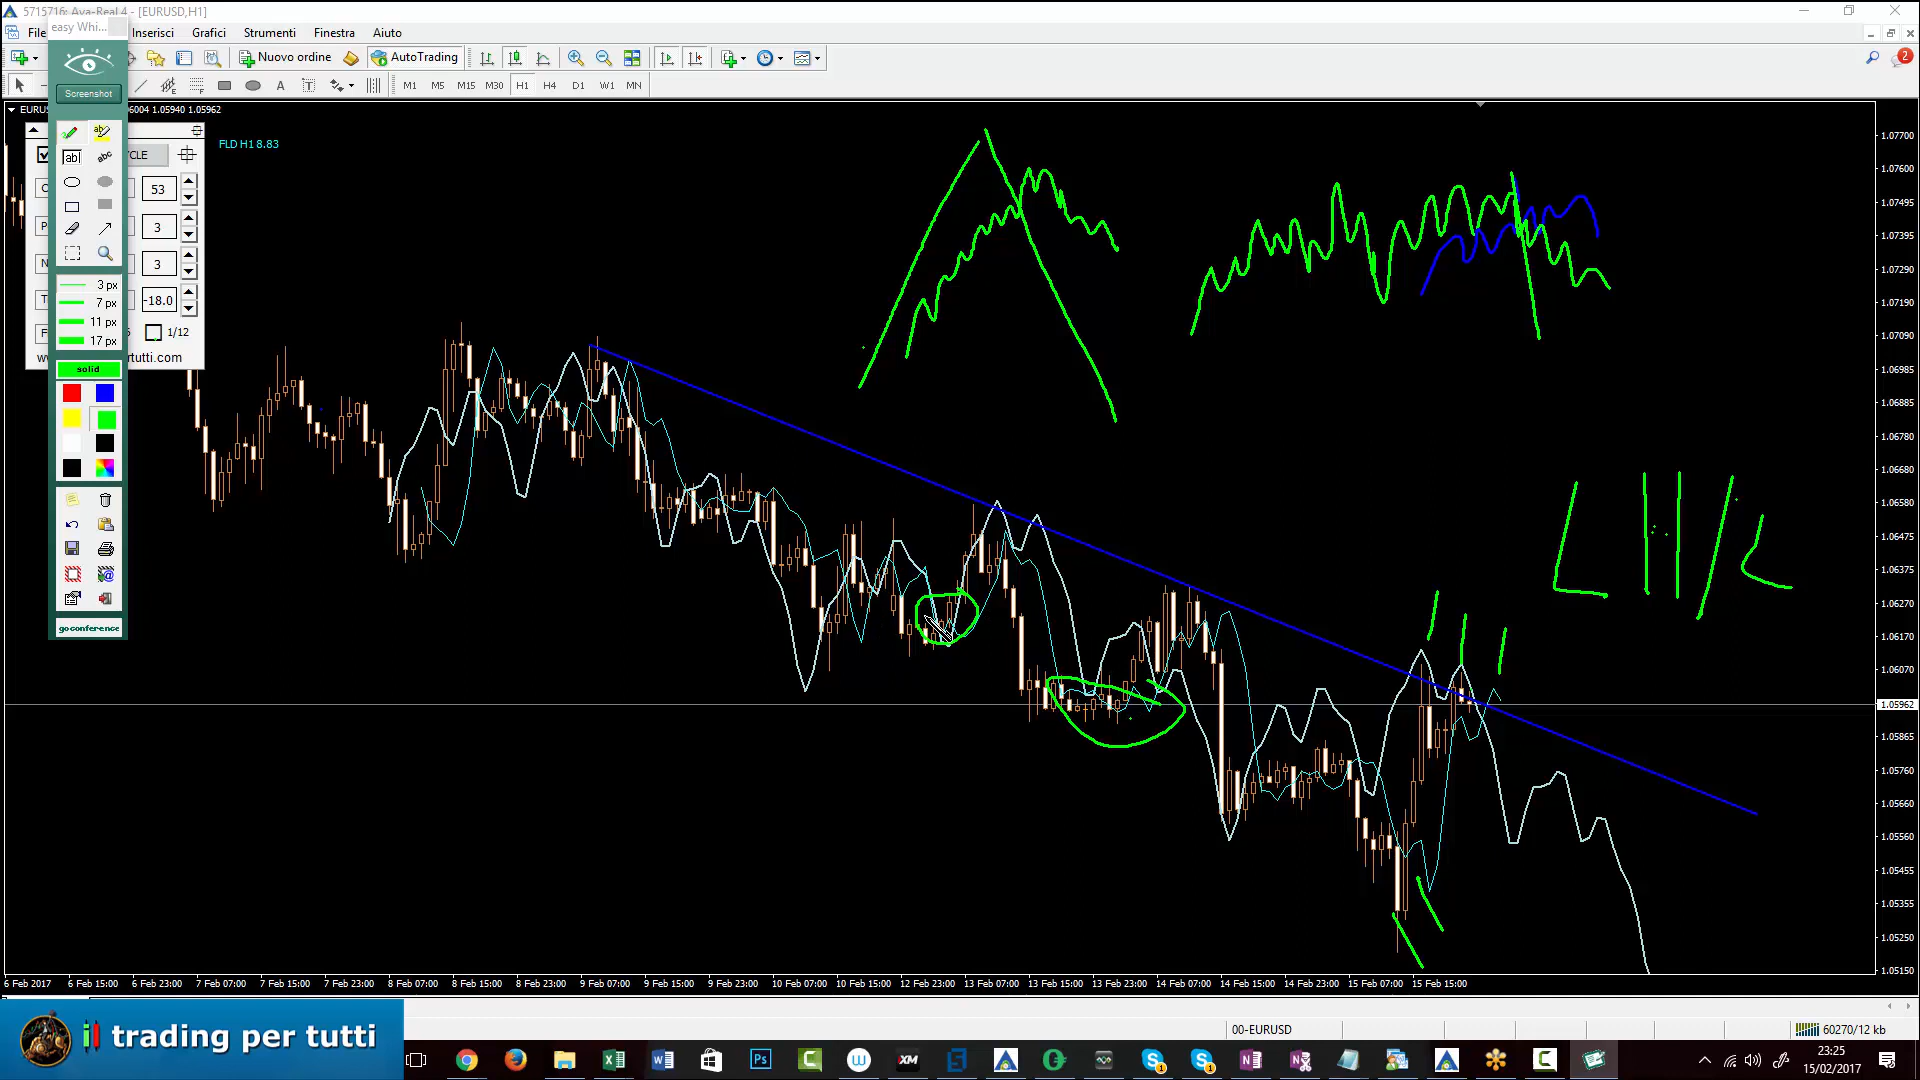 5715716: Ava-Real 4 - [EURUSD,H1]
easy Whi...
File
Inserisci
Grafici
Strumenti
Finestra
Aiuto
Nuovo ordine
AutoTrading
Screenshot
M1
M5
M15
M30
H1
H4
D1
W1
MN
1.05940 1.05962
FLD H1 8.83
53
3
3
-18.0
1/12
3 px
7 px
11 px
17 px
solid
goconference
1.07700
1.07600
1.07495
1.07395
1.07290
1.07190
1.07090
1.06985
1.06885
1.06780
1.06680
1.06580
1.06475
1.06375
1.06270
1.06170
1.06070
1.05962
1.05865
1.05760
1.05660
1.05560
1.05455
1.05355
1.05250
1.05150
6 Feb 2017
6 Feb 15:00
6 Feb 23:00
7 Feb 07:00
7 Feb 15:00
7 Feb 23:00
8 Feb 07:00
8 Feb 15:00
8 Feb 23:00
9 Feb 07:00
9 Feb 15:00
9 Feb 23:00
10 Feb 07:00
10 Feb 15:00
12 Feb 23:00
13 Feb 07:00
13 Feb 15:00
13 Feb 23:00
14 Feb 07:00
14 Feb 15:00
14 Feb 23:00
15 Feb 07:00
15 Feb 15:00
il trading per tutti
00-EURUSD
60270/12 kb
23:25
15/02/2017